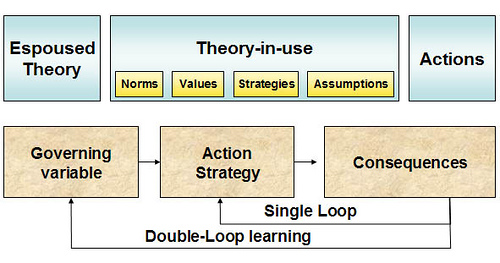 Espoused
Theory
Theory-in-use
Norms
Values
Strategies
Assumptions
Actions
Governing
variable
Action
Strategy
Consequences
Single Loop
Double-Loop learning